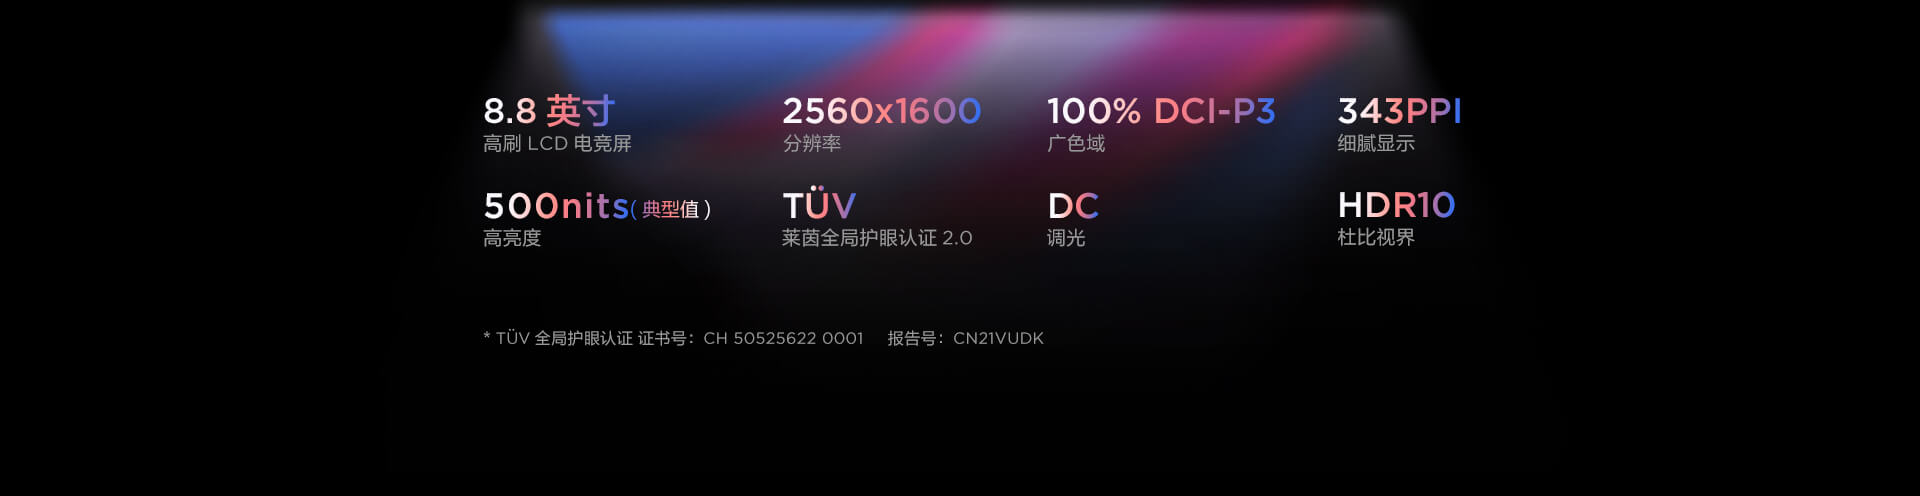 8.8 英寸
高刷 LCD 电竞屏
2560x1600
分辨率
100% DCI-P3
广色域
343PPI
细腻显示
500nits( 典型值 )
高亮度
TÜV
莱茵全局护眼认证 2.0
DC
调光
HDR10
杜比视界
* TÜV 全局护眼认证 证书号：CH 50525622 0001 报告号：CN21VUDK